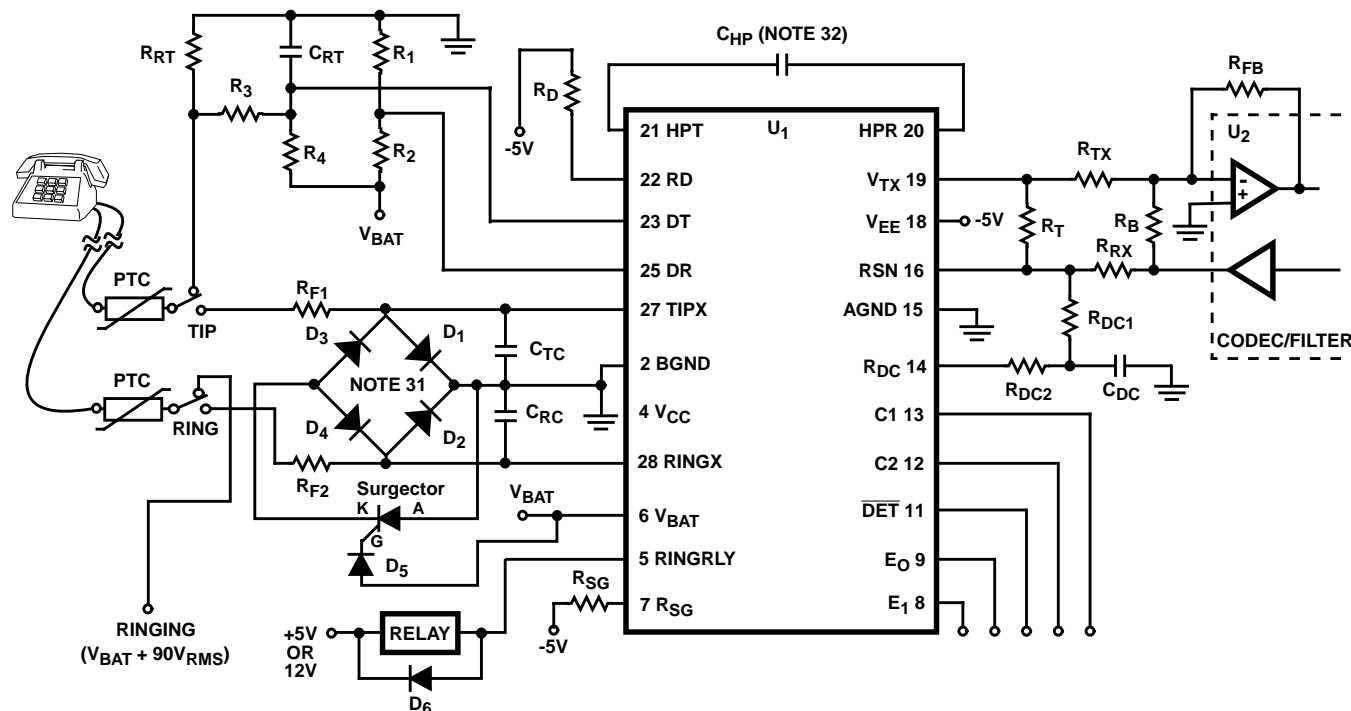 C_HP (NOTE 32)
R_RT
C_RT
R_1
R_3
R_4
R_2
V_BAT
R_D
-5V
U_1
21 HPT
HPR 20
22 RD
V_TX 19
23 DT
V_EE 18
-5V
25 DR
RSN 16
27 TIPX
AGND 15
2 BGND
R_DC 14
4 V_CC
C1 13
28 RINGX
C2 12
6 V_BAT
DET 11
5 RINGRLY
E_O 9
7 R_SG
E_1 8
R_FB
U_2
R_TX
-
+
R_T
R_B
R_RX
R_DC1
R_DC2
C_DC
CODEC/FILTER
PTC
TIP
R_F1
D_3
D_1
C_TC
NOTE 31
PTC
RING
D_4
D_2
C_RC
R_F2
Surgector
K
A
G
D_5
V_BAT
R_SG
-5V
RINGING
(V_BAT + 90V_RMS)
+5V
OR
12V
RELAY
D_6